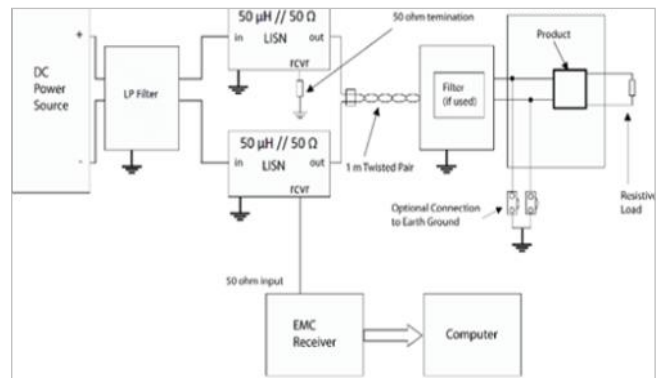 50 µH // 50 Ω
50 ohm temination
in
LISN
out
rcvr
Product
+
DC
Power
Source
-
LP Filter
Filter
(if used)
50 µH // 50 Ω
in
LISN
out
rcvr
1 m Twisted Pair
Optional Connection
to Earth Ground
Resistive
Load
50 ohm input
EMC
Receiver
Computer